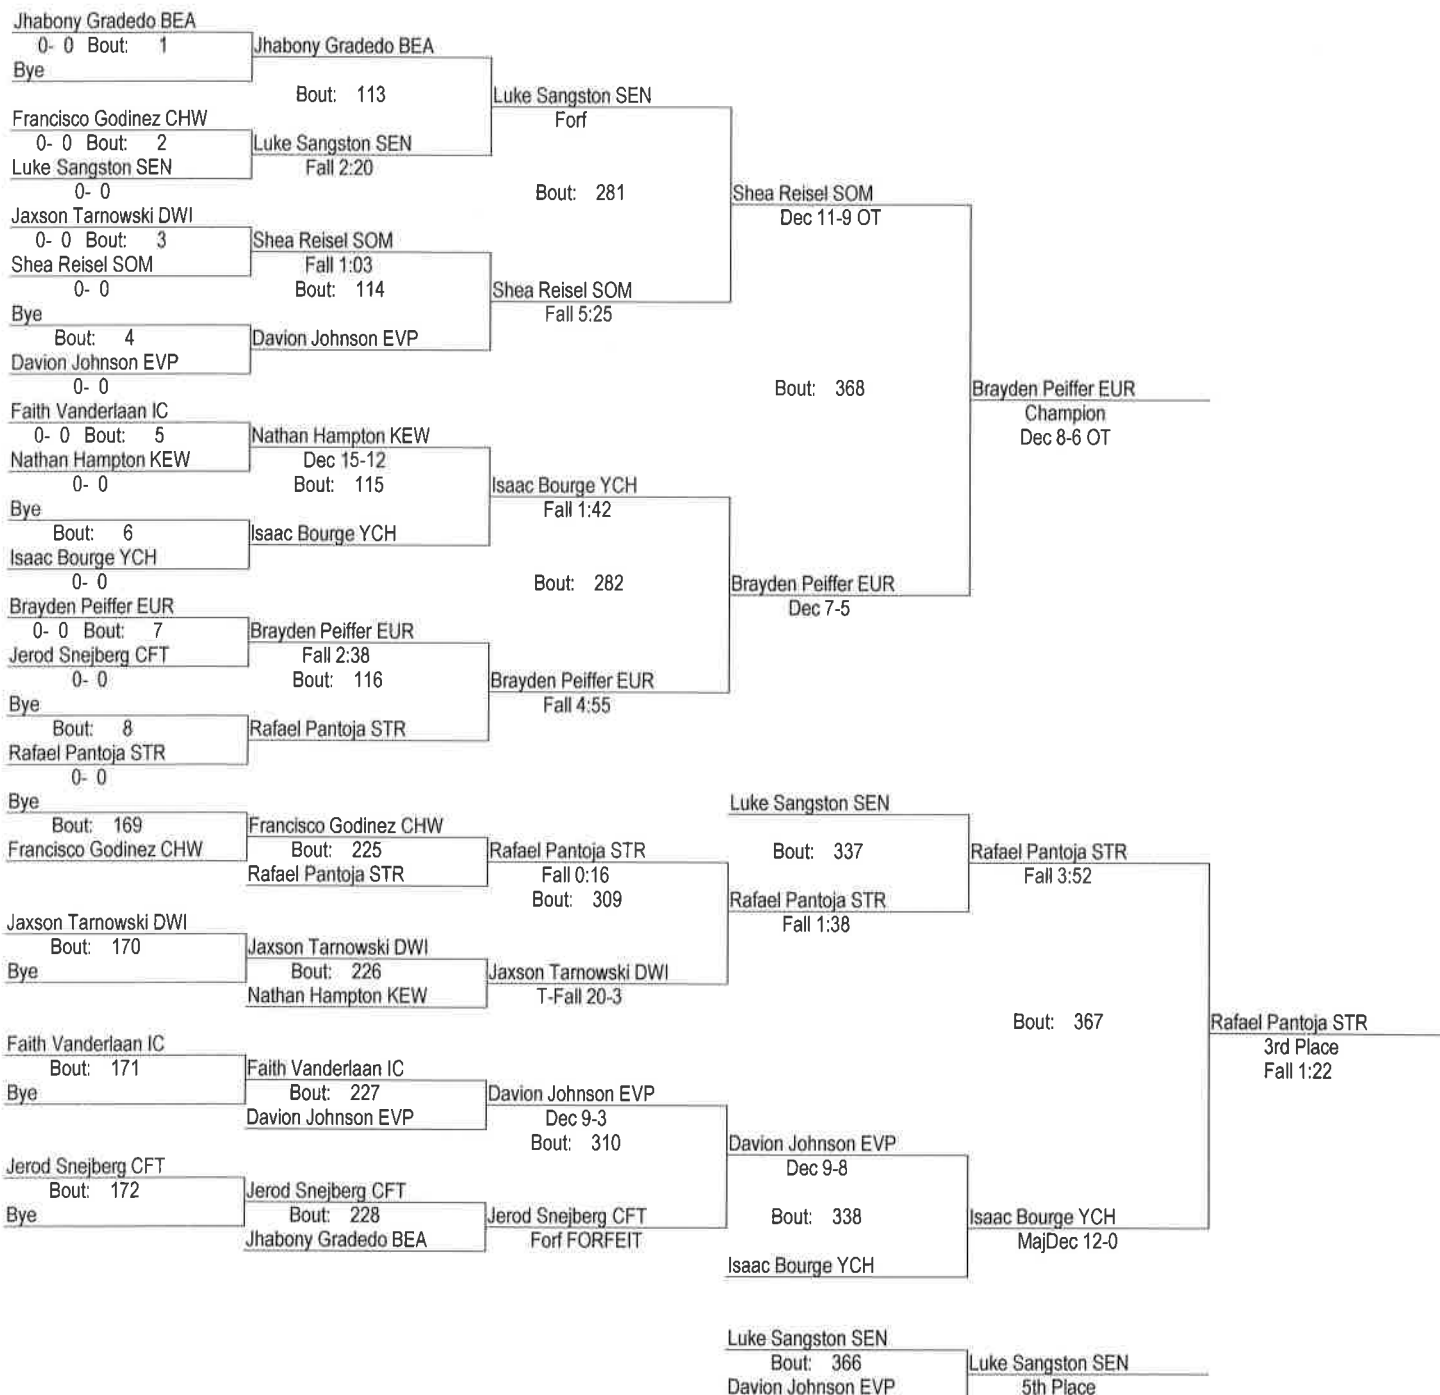 Jhabony Gradedo BEA
0- 0 Bout: 1
Bye
Jhabony Gradedo BEA
Bout: 113
Francisco Godinez CHW
0- 0 Bout: 2
Luke Sangston SEN
0- 0
Luke Sangston SEN
Fall 2:20
Luke Sangston SEN
Forf
Bout: 281
Jaxson Tarnowski DWI
0- 0 Bout: 3
Shea Reisel SOM
0- 0
Shea Reisel SOM
Fall 1:03
Bout: 114
Bye
Bout: 4
Davion Johnson EVP
0- 0
Davion Johnson EVP
Shea Reisel SOM
Fall 5:25
Shea Reisel SOM
Dec 11-9 OT
Bout: 368
Brayden Peiffer EUR
Champion
Dec 8-6 OT
Faith Vanderlaan IC
0- 0 Bout: 5
Nathan Hampton KEW
0- 0
Nathan Hampton KEW
Dec 15-12
Bout: 115
Bye
Bout: 6
Isaac Bourge YCH
0- 0
Isaac Bourge YCH
Isaac Bourge YCH
Fall 1:42
Bout: 282
Brayden Peiffer EUR
0- 0 Bout: 7
Jerod Snejberg CFT
0- 0
Brayden Peiffer EUR
Fall 2:38
Bout: 116
Bye
Bout: 8
Rafael Pantoja STR
0- 0
Rafael Pantoja STR
Brayden Peiffer EUR
Fall 4:55
Brayden Peiffer EUR
Dec 7-5
Bye
Bout: 169
Francisco Godinez CHW
Francisco Godinez CHW
Bout: 225
Rafael Pantoja STR
Rafael Pantoja STR
Fall 0:16
Bout: 309
Jaxson Tarnowski DWI
Bout: 170
Bye
Jaxson Tarnowski DWI
Bout: 226
Nathan Hampton KEW
Jaxson Tarnowski DWI
T-Fall 20-3
Luke Sangston SEN
Bout: 337
Rafael Pantoja STR
Fall 1:38
Rafael Pantoja STR
Fall 3:52
Bout: 367
Rafael Pantoja STR
3rd Place
Fall 1:22
Faith Vanderlaan IC
Bout: 171
Bye
Faith Vanderlaan IC
Bout: 227
Davion Johnson EVP
Davion Johnson EVP
Dec 9-3
Bout: 310
Jerod Snejberg CFT
Bout: 172
Bye
Jerod Snejberg CFT
Bout: 228
Jhabony Gradedo BEA
Jerod Snejberg CFT
Forf FORFEIT
Davion Johnson EVP
Dec 9-8
Bout: 338
Isaac Bourge YCH
Isaac Bourge YCH
MajDec 12-0
Luke Sangston SEN
Bout: 366
Davion Johnson EVP
Luke Sangston SEN
5th Place